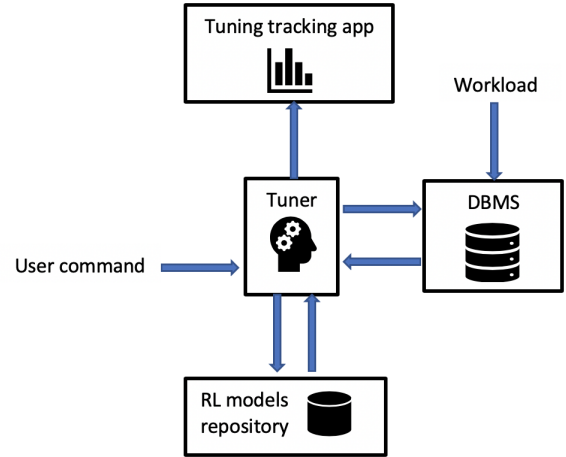 Tuning tracking app
Workload
Tuner
DBMS
User command
RL models
repository